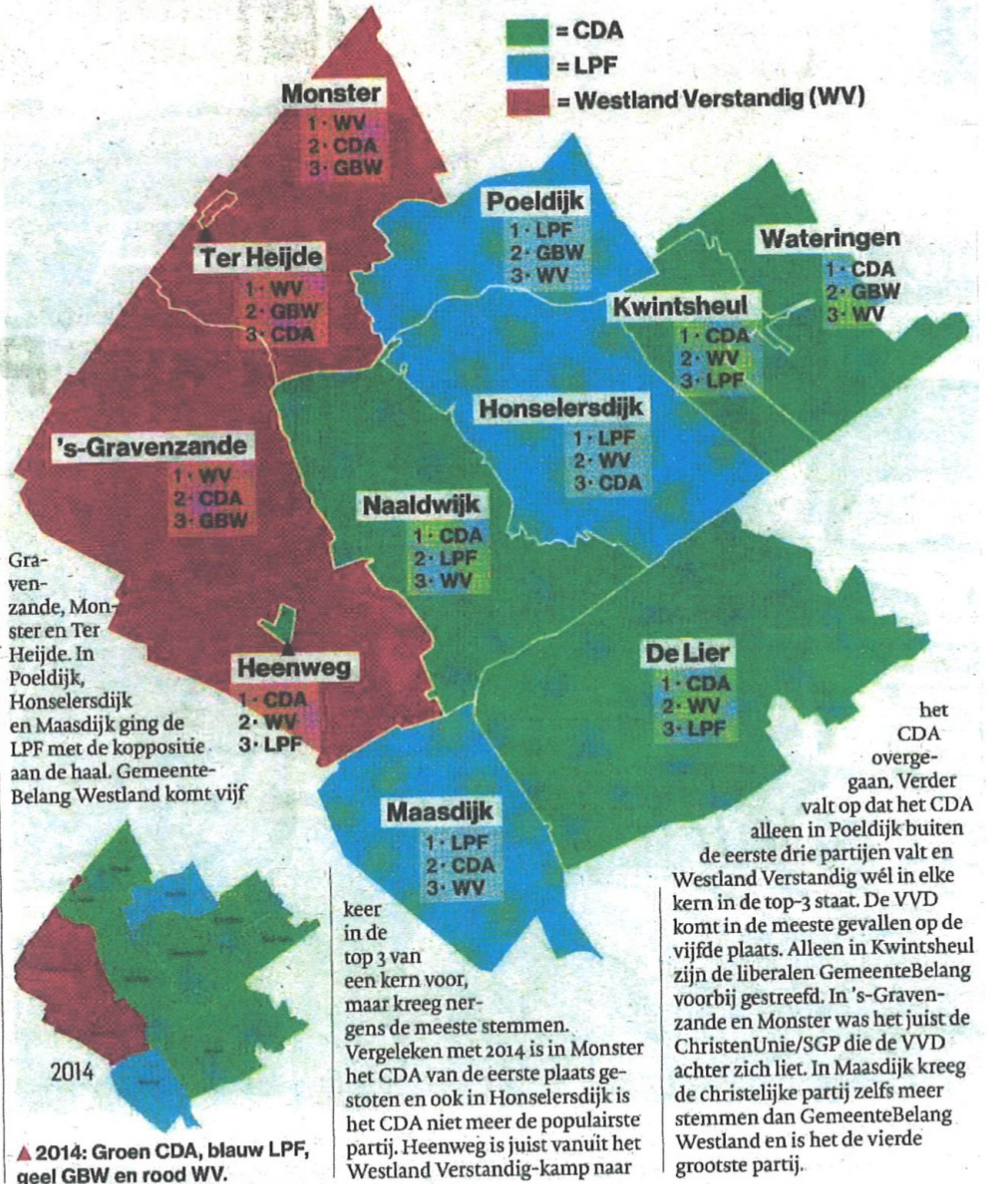 = CDA
= LPF
= Westland Verstandig (WV)
Monster
1 · WV
2 · CDA
3 · GBW
Poeldijk
1 · LPF
2 · GBW
3 · WV
Wateringen
1 · CDA
2 · GBW
3 · WV
Ter Heijde
1 · WV
2 · GBW
3 · CDA
Kwintsheul
1 · CDA
2 · WV
3 · LPF
Honselersdijk
1 · LPF
2 · WV
3 · CDA
's-Gravenzande
1 · WV
2 · CDA
3 · GBW
Naaldwijk
1 · CDA
2 · LPF
3 · WV
Heenweg
1 · CDA
2 · WV
3 · LPF
De Lier
1 · CDA
2 · WV
3 · LPF
Maasdijk
1 · LPF
2 · CDA
3 · WV
Gra-
ven-
zande, Mon-
ster en Ter
Heijde. In
Poeldijk,
Honselersdijk
en Maasdijk ging de
LPF met de koppositie
aan de haal. Gemeente-
Belang Westland komt vijf
2014
▲ 2014: Groen CDA, blauw LPF,
geel GBW en rood WV.
keer
in de
top 3 van
een kern voor,
maar kreeg ner-
gens de meeste stemmen.
Vergeleken met 2014 is in Monster
het CDA van de eerste plaats ge-
stoten en ook in Honselersdijk is
het CDA niet meer de populairste
partij. Heenweg is juist vanuit het
Westland Verstandig-kamp naar
het
CDA
overge-
gaan. Verder
valt op dat het CDA
alleen in Poeldijk buiten
de eerste drie partijen valt en
Westland Verstandig wél in elke
kern in de top-3 staat. De VVD
komt in de meeste gevallen op de
vijfde plaats. Alleen in Kwintsheul
zijn de liberalen GemeenteBelang
voorbij gestreefd. In 's-Graven-
zande en Monster was het juist de
ChristenUnie/SGP die de VVD
achter zich liet. In Maasdijk kreeg
de christelijke partij zelfs meer
stemmen dan GemeenteBelang
Westland en is het de vierde
grootste partij.